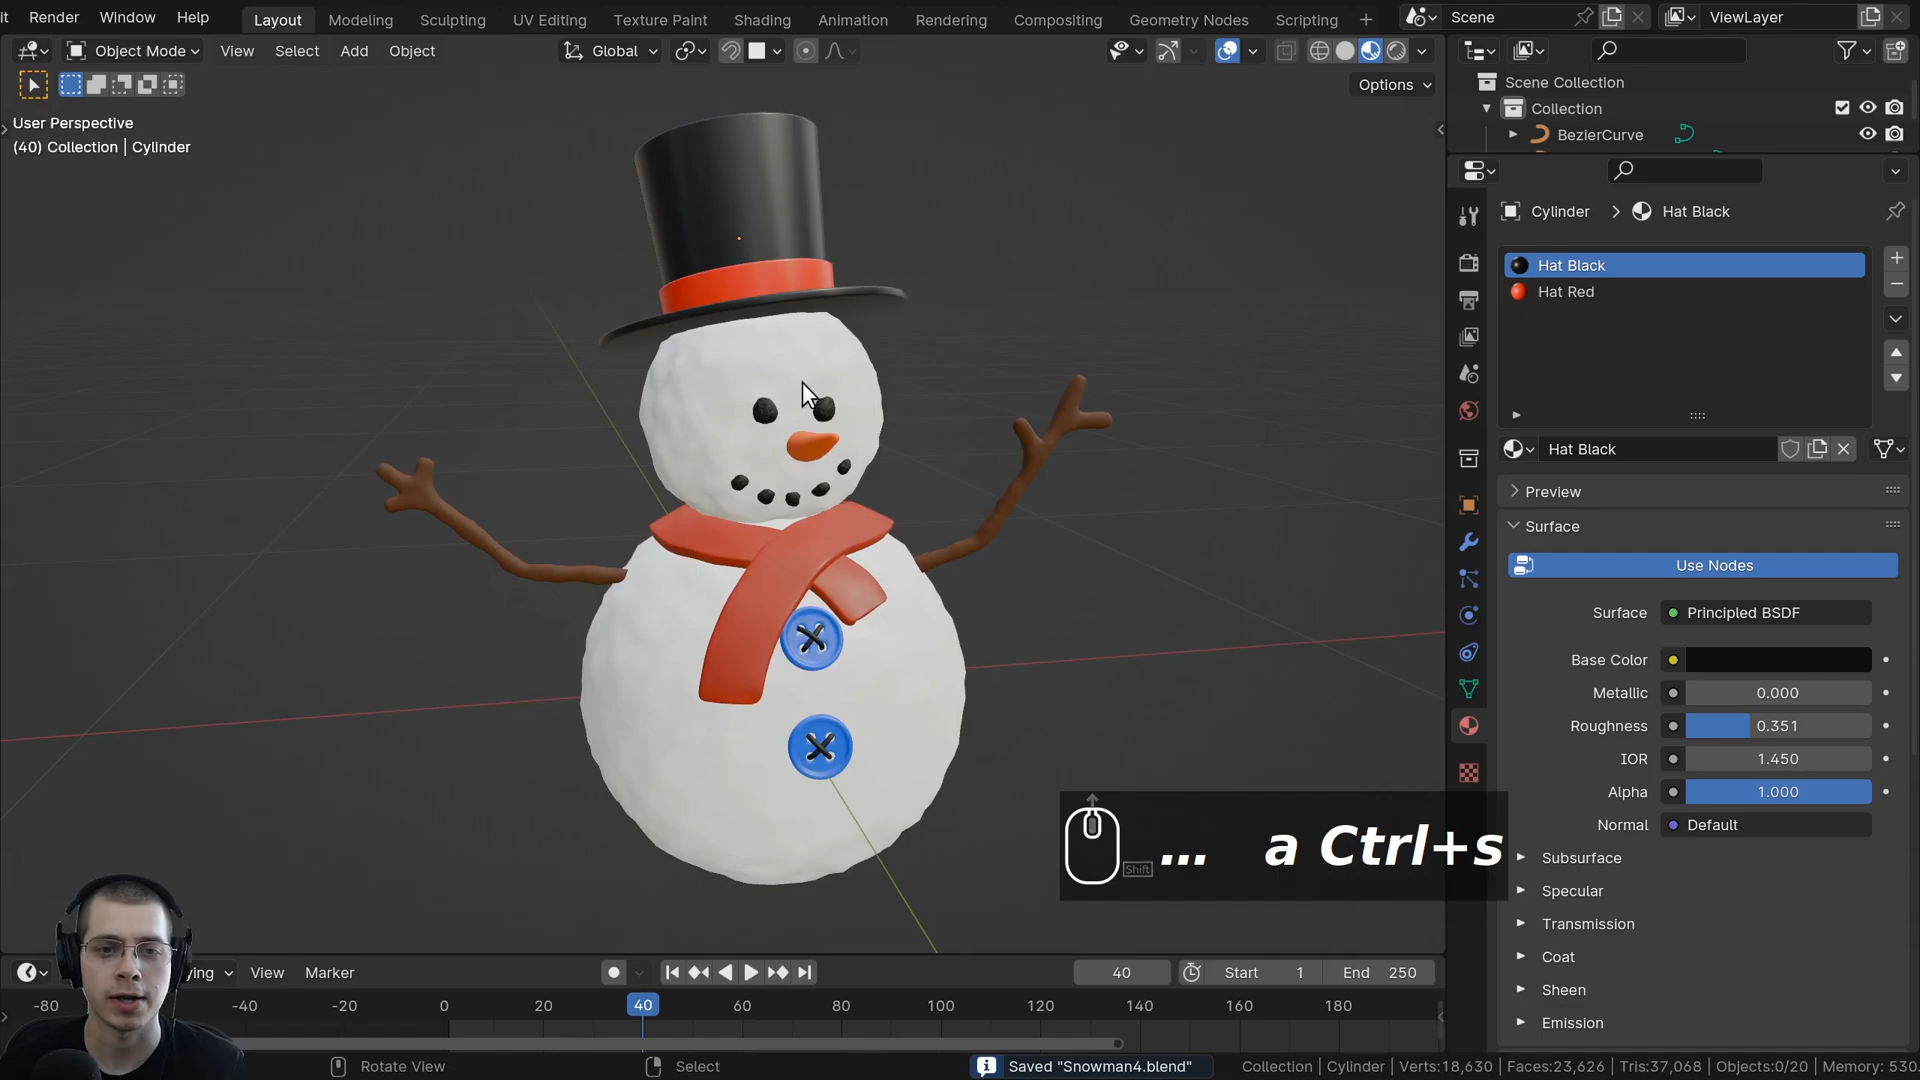 it Render Window Help Layout Modeling Sculpting UV Editing Texture Paint Shading Animation Rendering Compositing Geometry Nodes Scripting + Scene ViewLayer
Object Mode View Select Add Object Global
Options
User Perspective
(40) Collection | Cylinder
Scene Collection
Collection
BezierCurve
Cylinder > Hat Black
Hat Black
Hat Red
Hat Black
Preview
Surface
Use Nodes
Surface Principled BSDF
Base Color
Metallic 0.000
Roughness 0.351
IOR 1.450
Alpha 1.000
Normal Default
Subsurface
Specular
Transmission
Coat
Sheen
Emission
Shift ... a Ctrl+s
ying View Marker 40 Start 1 End 250
-80 -40 -20 0 20 40 60 80 100 120 140 160 180
Rotate View Select Saved "Snowman4.blend" Collection | Cylinder | Verts:18,630 | Faces:23,626 | Tris:37,068 | Objects:0/20 | Memory: 530.